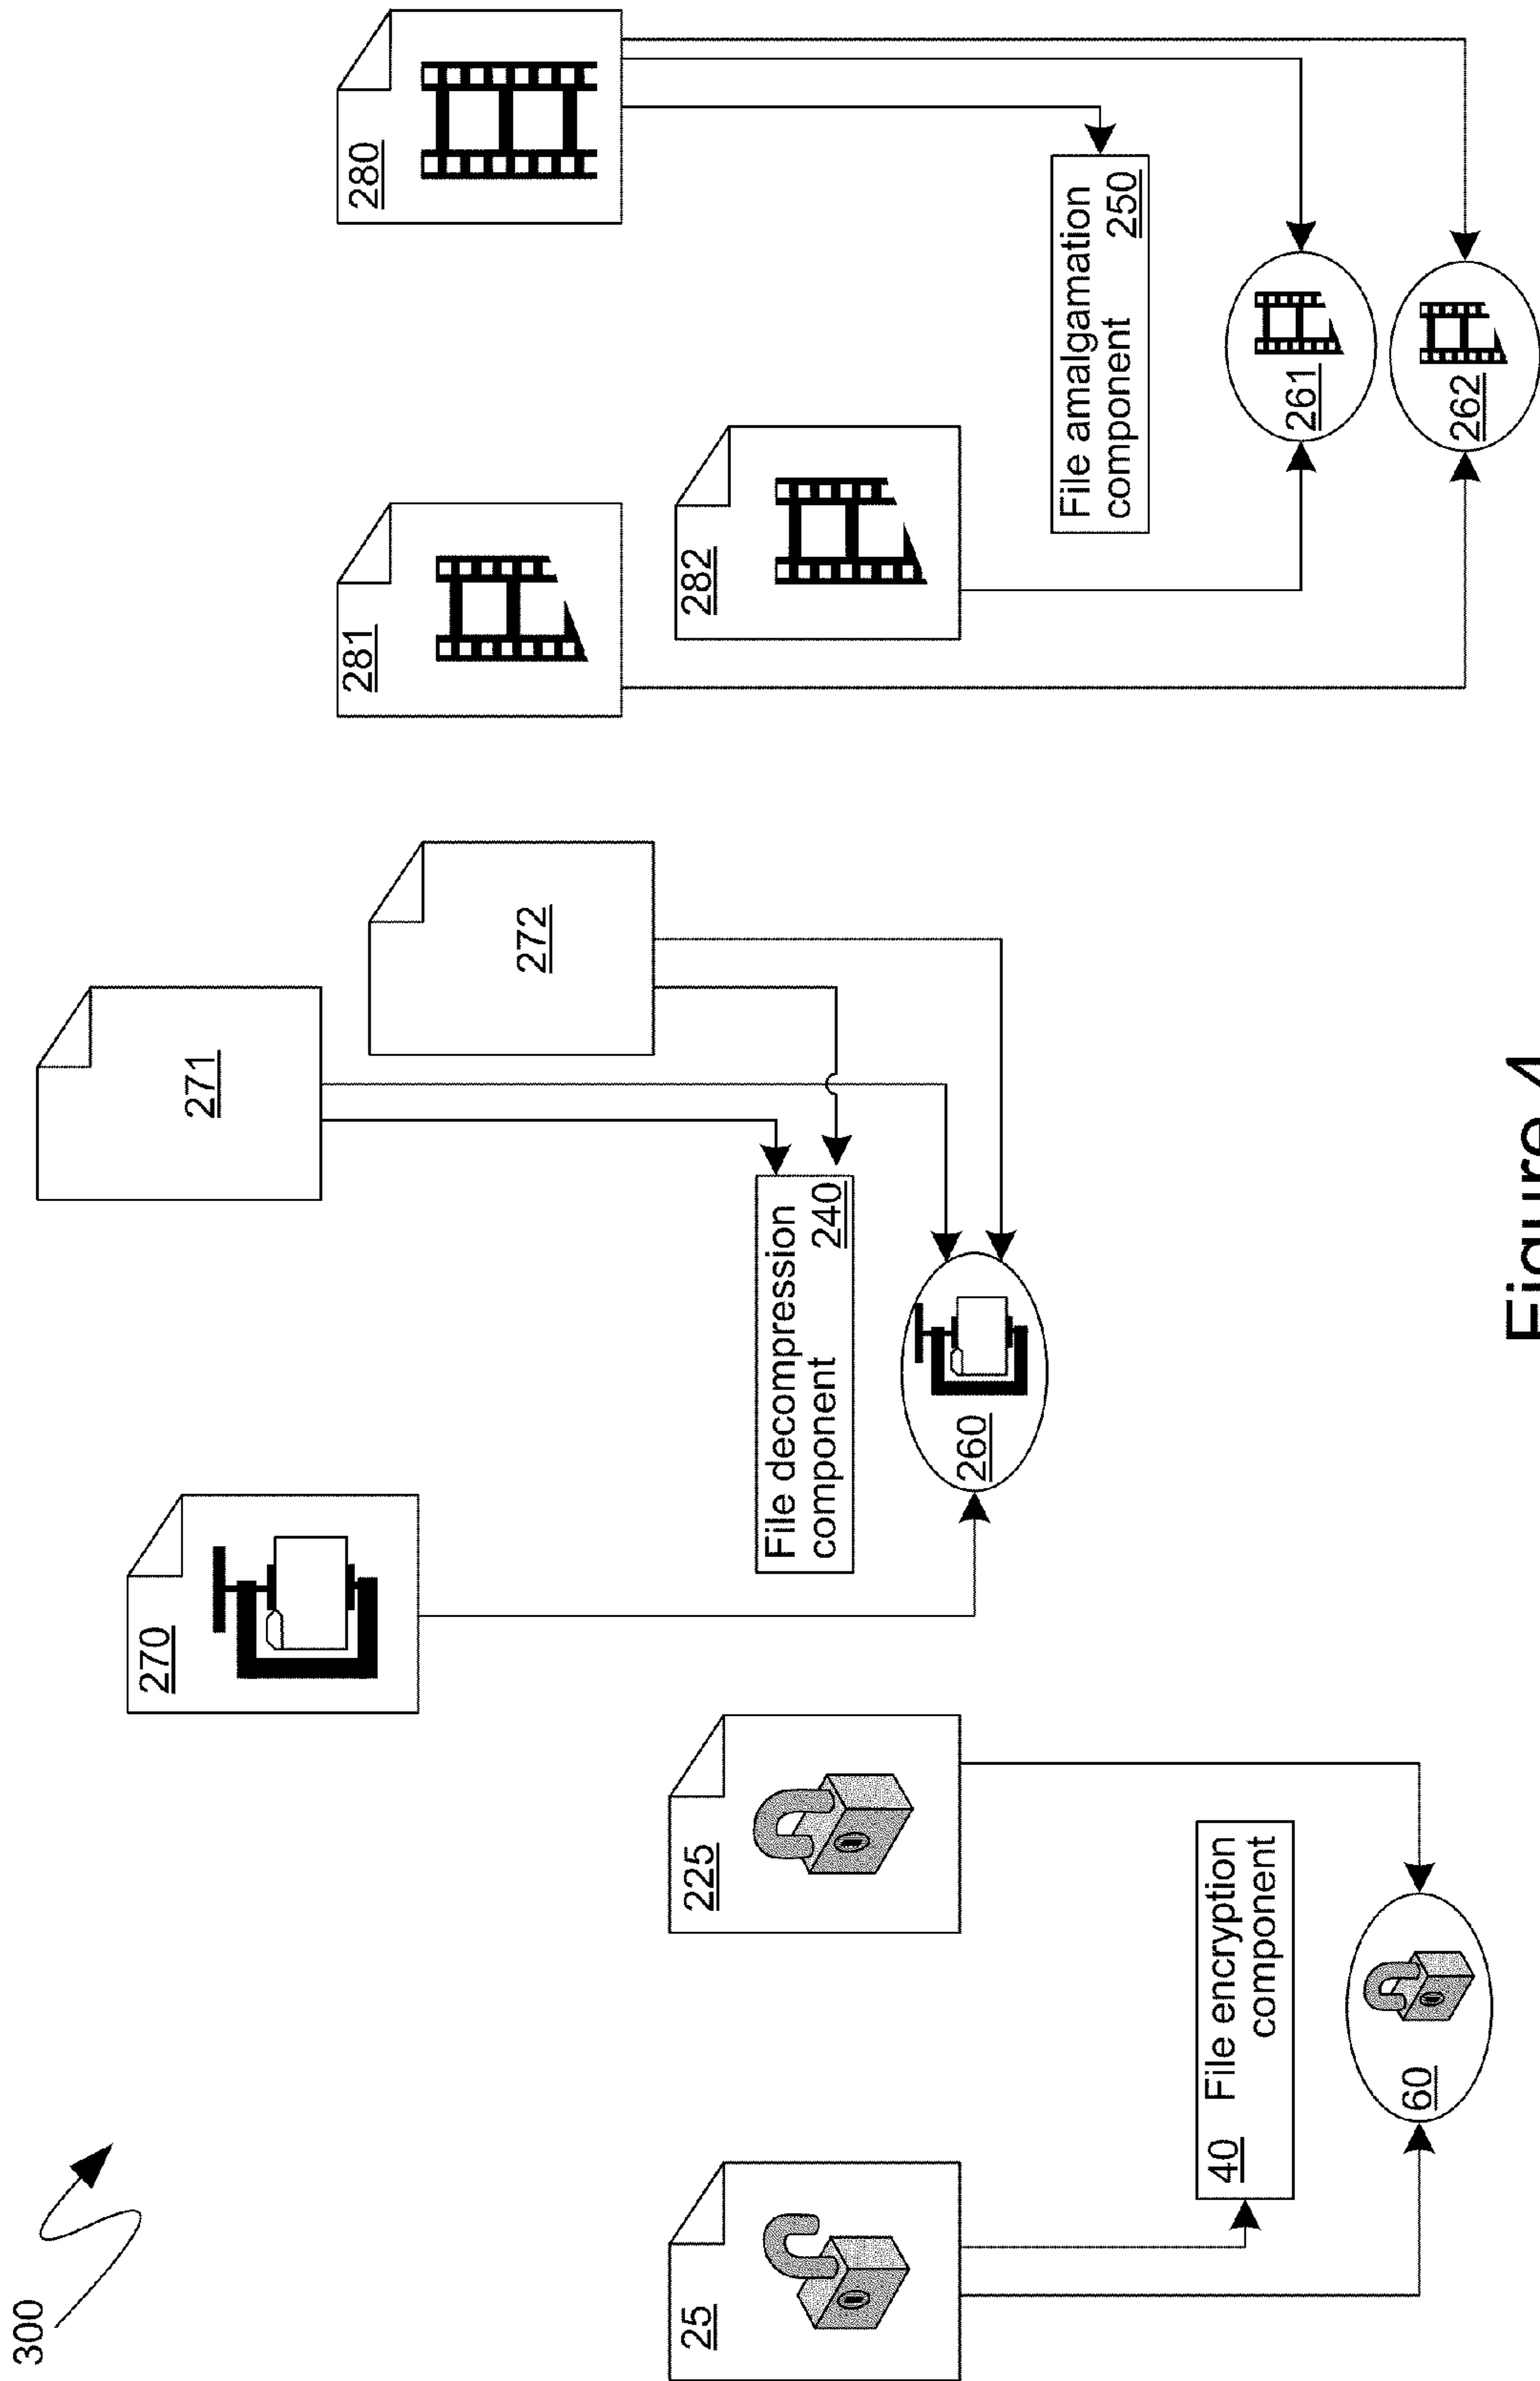 300
25
40 File encryption
component
60
225
270
File decompression
component 240
260
271
272
281
282
280
File amalgamation
component 250
261
262
Figure 4